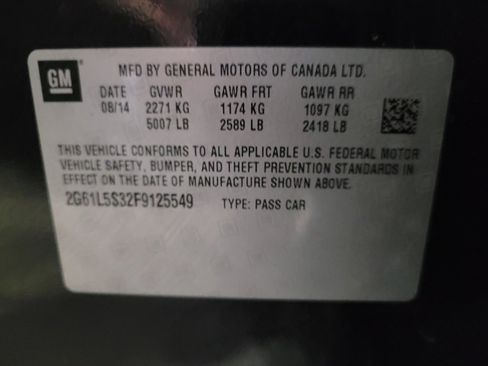 GM
MFD BY GENERAL MOTORS OF CANADA LTD.
DATE GVWR GAWR FRT GAWR RR
08/14 2271 KG 1174 KG 1097 KG
5007 LB 2589 LB 2418 LB
THIS VEHICLE CONFORMS TO ALL APPLICABLE U.S. FEDERAL MOTOR
VEHICLE SAFETY, BUMPER, AND THEFT PREVENTION STANDARDS IN
EFFECT ON THE DATE OF MANUFACTURE SHOWN ABOVE.
2G61L5S32F9125549 TYPE: PASS CAR